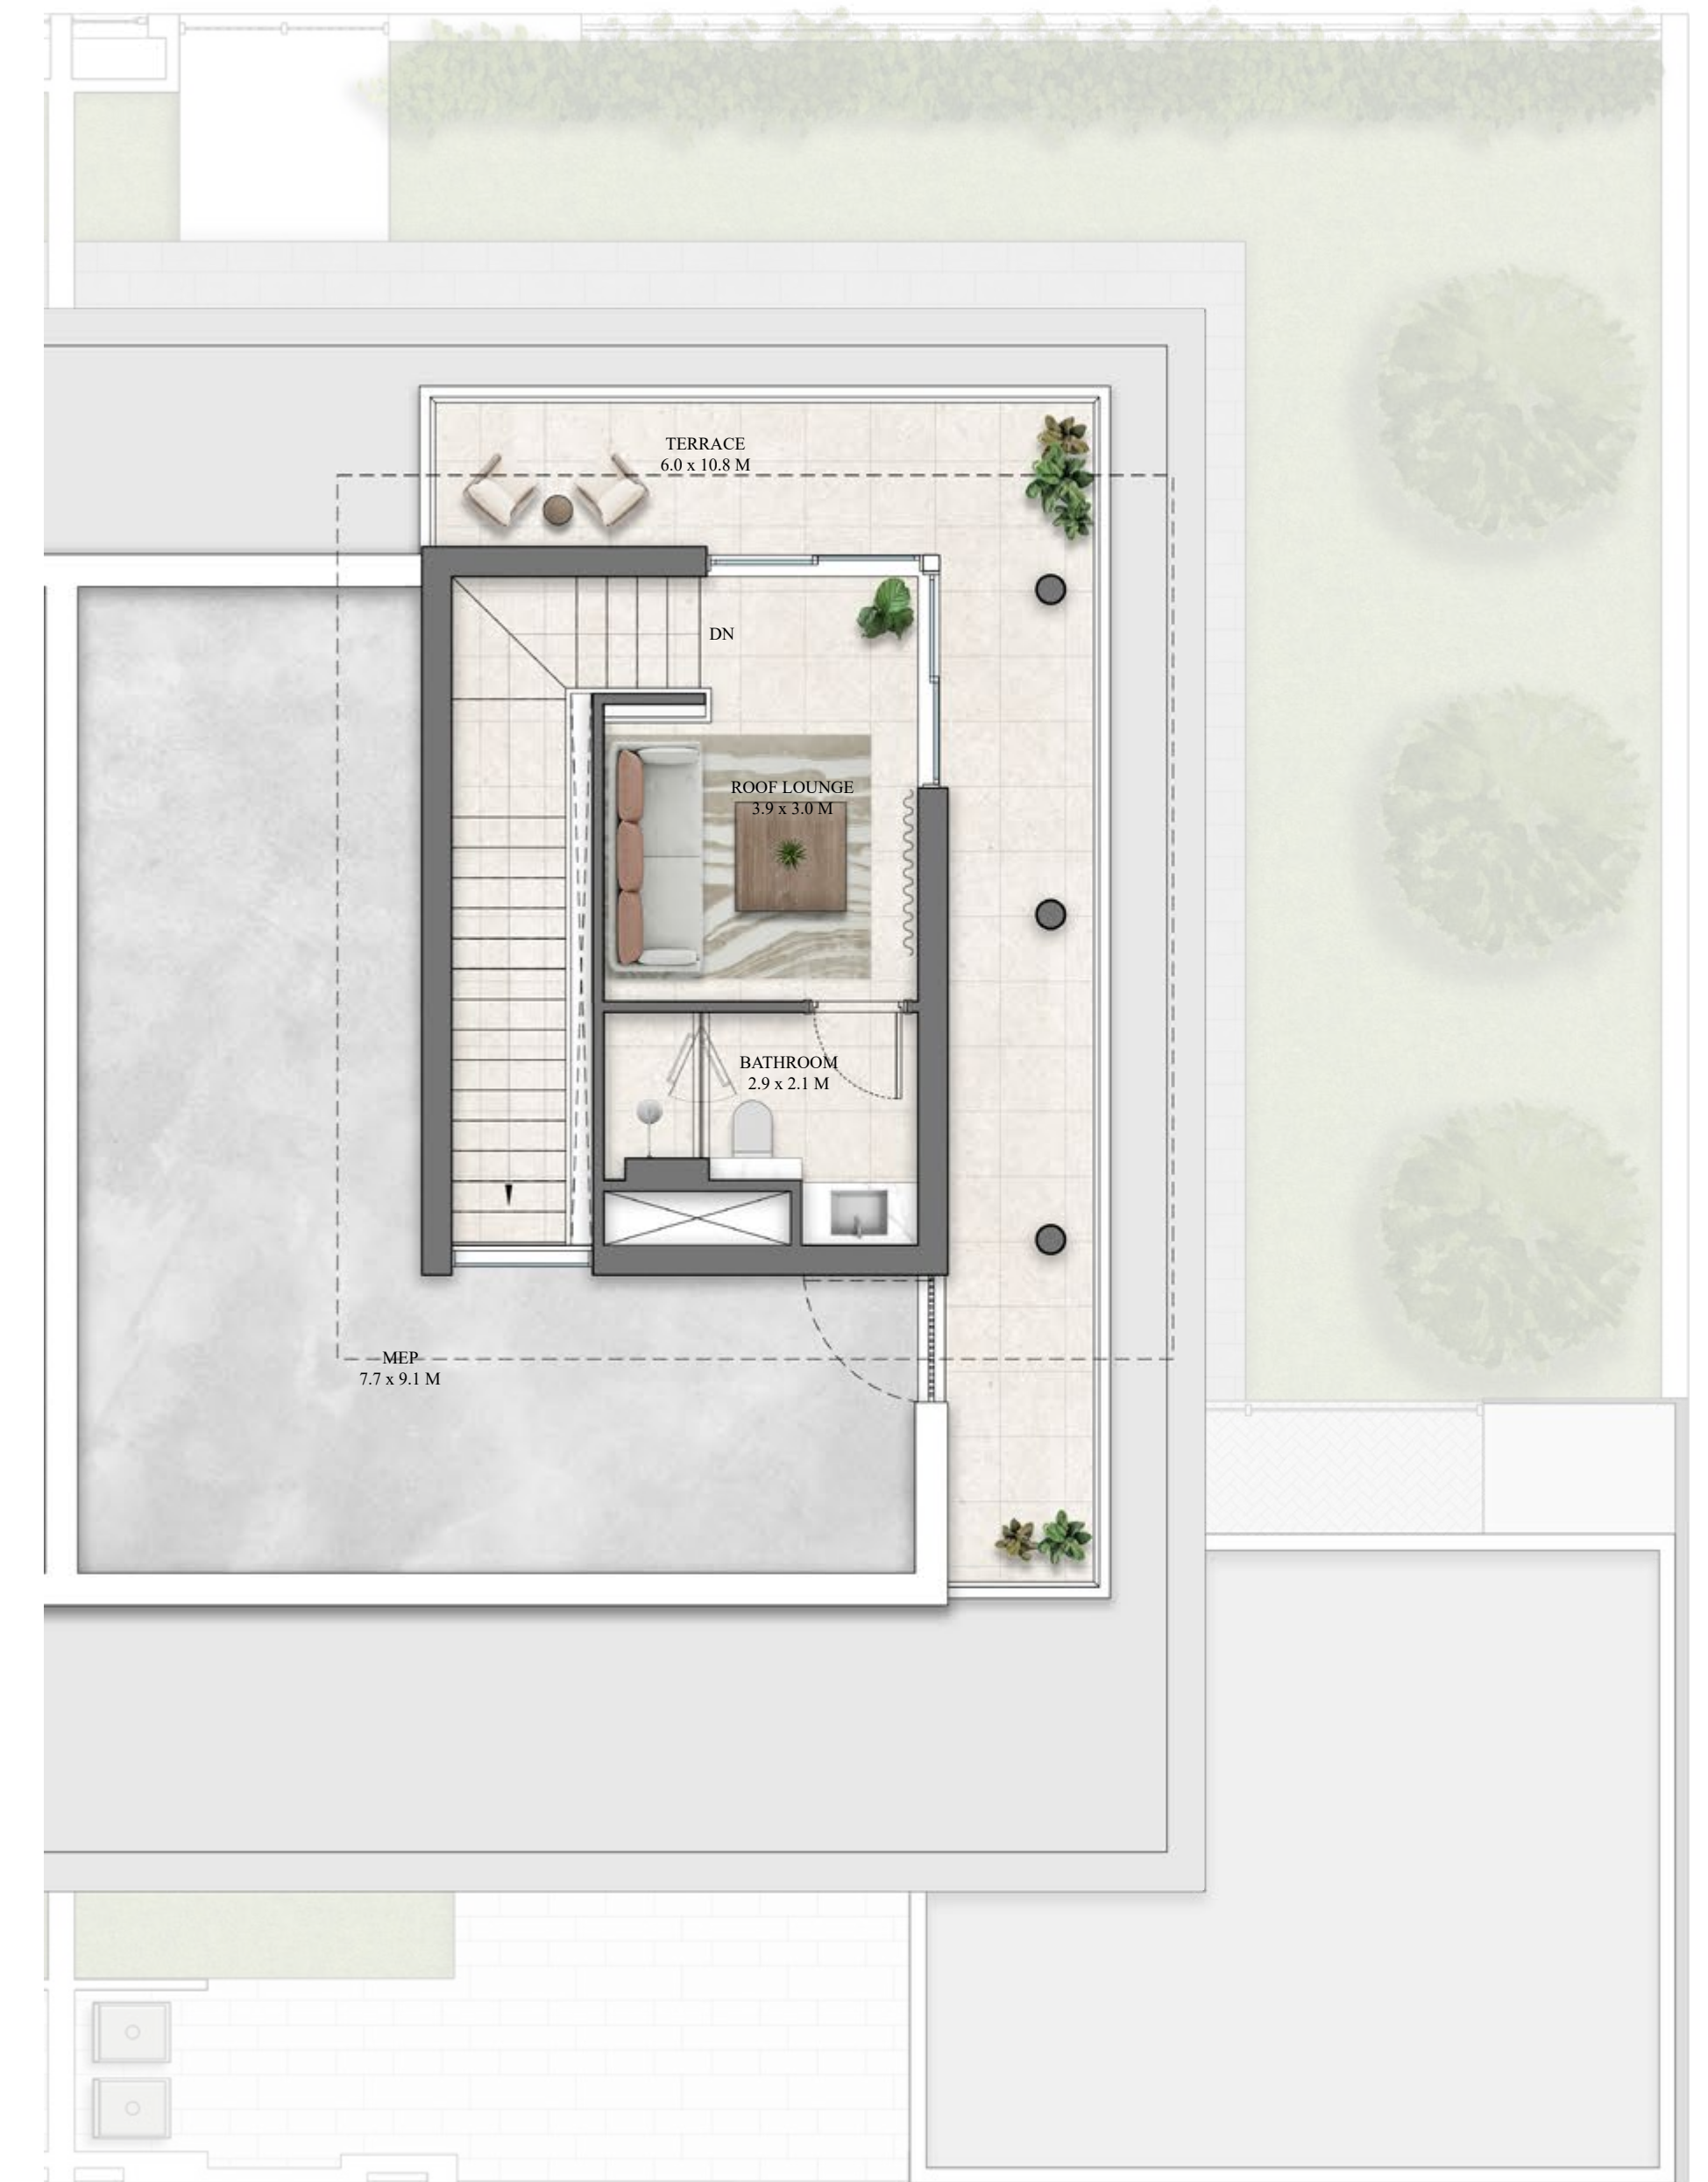 TERRACE
6.0 x 10.8 M
DN
ROOF LOUNGE
3.9 x 3.0 M
BATHROOM
2.9 x 2.1 M
MEP
7.7 x 9.1 M